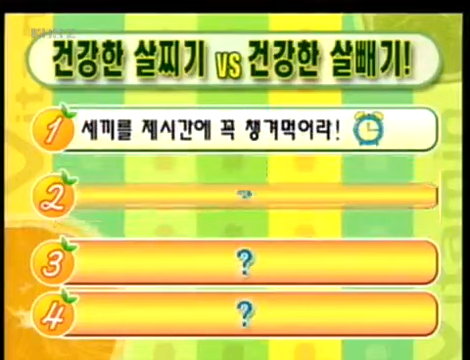 건강한 살찌기 vs 건강한 살빼기!
1 세끼를 제시간에 꼭 챙겨먹어라!
2
3 ?
4 ?